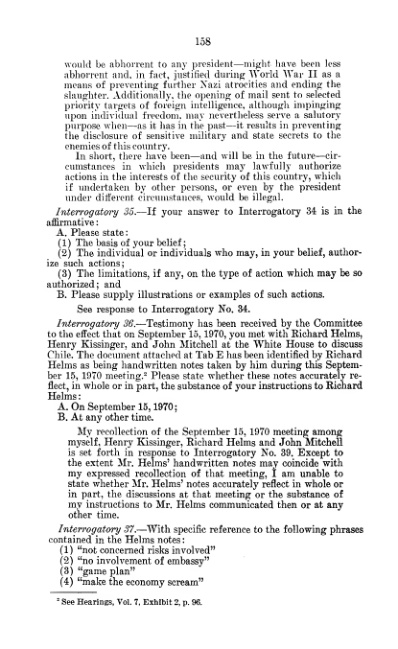 158
would be abhorrent to any president—might have been less
abhorrent and, in fact, justified during World War II as a
means of preventing further Nazi atrocities and ending the
slaughter. Additionally, the opening of mail sent to selected
priority targets of foreign intelligence, although impinging
upon individual freedom, may nevertheless serve a salutary
purpose when—as it has in the past—it results in preventing
the disclosure of sensitive military and state secrets to the
enemies of this country.
In short, there have been—and will be in the future—cir-
cumstances in which presidents may lawfully authorize
actions in the interests of the security of this country, which
if undertaken by other persons, or even by the president
under different circumstances, would be illegal.
Interrogatory 35.—If your answer to Interrogatory 34 is in the
affirmative:
A. Please state:
(1) The basis of your belief;
(2) The individual or individuals who may, in your belief, author-
ize such actions;
(3) The limitations, if any, on the type of action which may be so
authorized; and
B. Please supply illustrations or examples of such actions.
See response to Interrogatory No. 34.
Interrogatory 36.—Testimony has been received by the Committee
to the effect that on September 15, 1970, you met with Richard Helms,
Henry Kissinger, and John Mitchell at the White House to discuss
Chile. The document attached at Tab E has been identified by Richard
Helms as being handwritten notes taken by him during this Septem-
ber 15, 1970 meeting.² Please state whether these notes accurately re-
flect, in whole or in part, the substance of your instructions to Richard
Helms:
A. On September 15, 1970;
B. At any other time.
My recollection of the September 15, 1970 meeting among
myself, Henry Kissinger, Richard Helms and John Mitchell
is set forth in response to Interrogatory No. 39. Except to
the extent Mr. Helms' handwritten notes may coincide with
my expressed recollection of that meeting, I am unable to
state whether Mr. Helms' notes accurately reflect in whole or
in part, the discussions at that meeting or the substance of
my instructions to Mr. Helms communicated then or at any
other time.
Interrogatory 37.—With specific reference to the following phrases
contained in the Helms notes:
(1) "not concerned risks involved"
(2) "no involvement of embassy"
(3) "game plan"
(4) "make the economy scream"
² See Hearings, Vol. 7, Exhibit 2, p. 96.